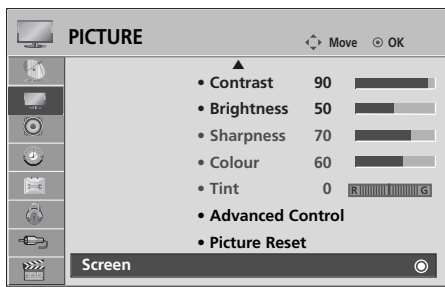 PICTURE Move OK
• Contrast 90
• Brightness 50
• Sharpness 70
• Colour 60
• Tint 0 R G
• Advanced Control
• Picture Reset
Screen